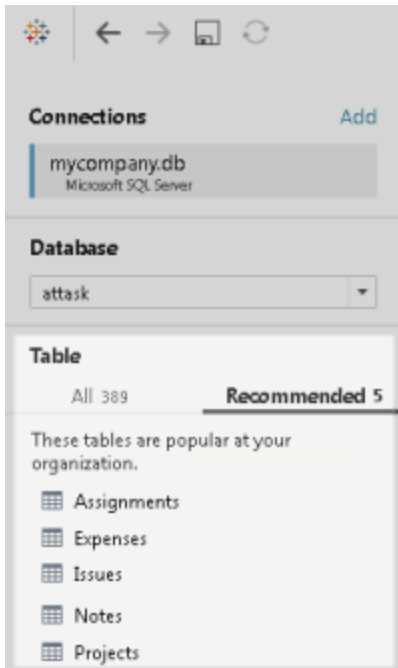 Connections Add
mycompany.db
Microsoft SQL Server
Database
attask
Table
All 389 Recommended 5
These tables are popular at your
organization.
Assignments
Expenses
Issues
Notes
Projects